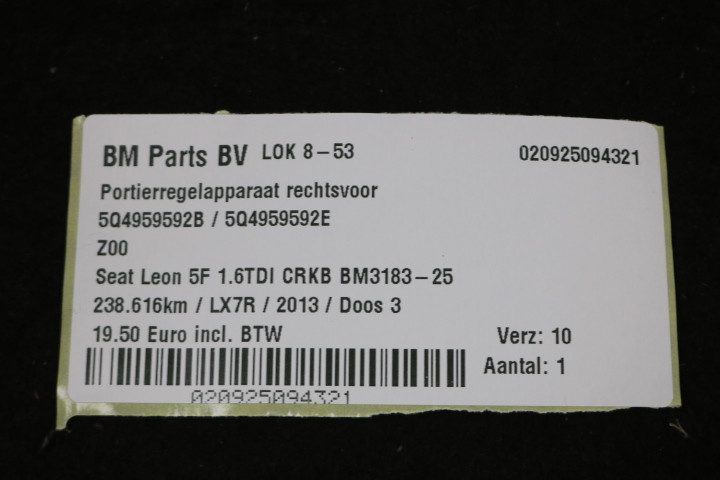 BM Parts BV LOK 8-53 020925094321
Portierregelapparaat rechtsvoor
5Q4959592B / 5Q4959592E
Z00
Seat Leon 5F 1.6TDI CRKB BM3183-25
238.616km / LX7R / 2013 / Doos 3
19.50 Euro incl. BTW Verz: 10
Aantal: 1
020925094321